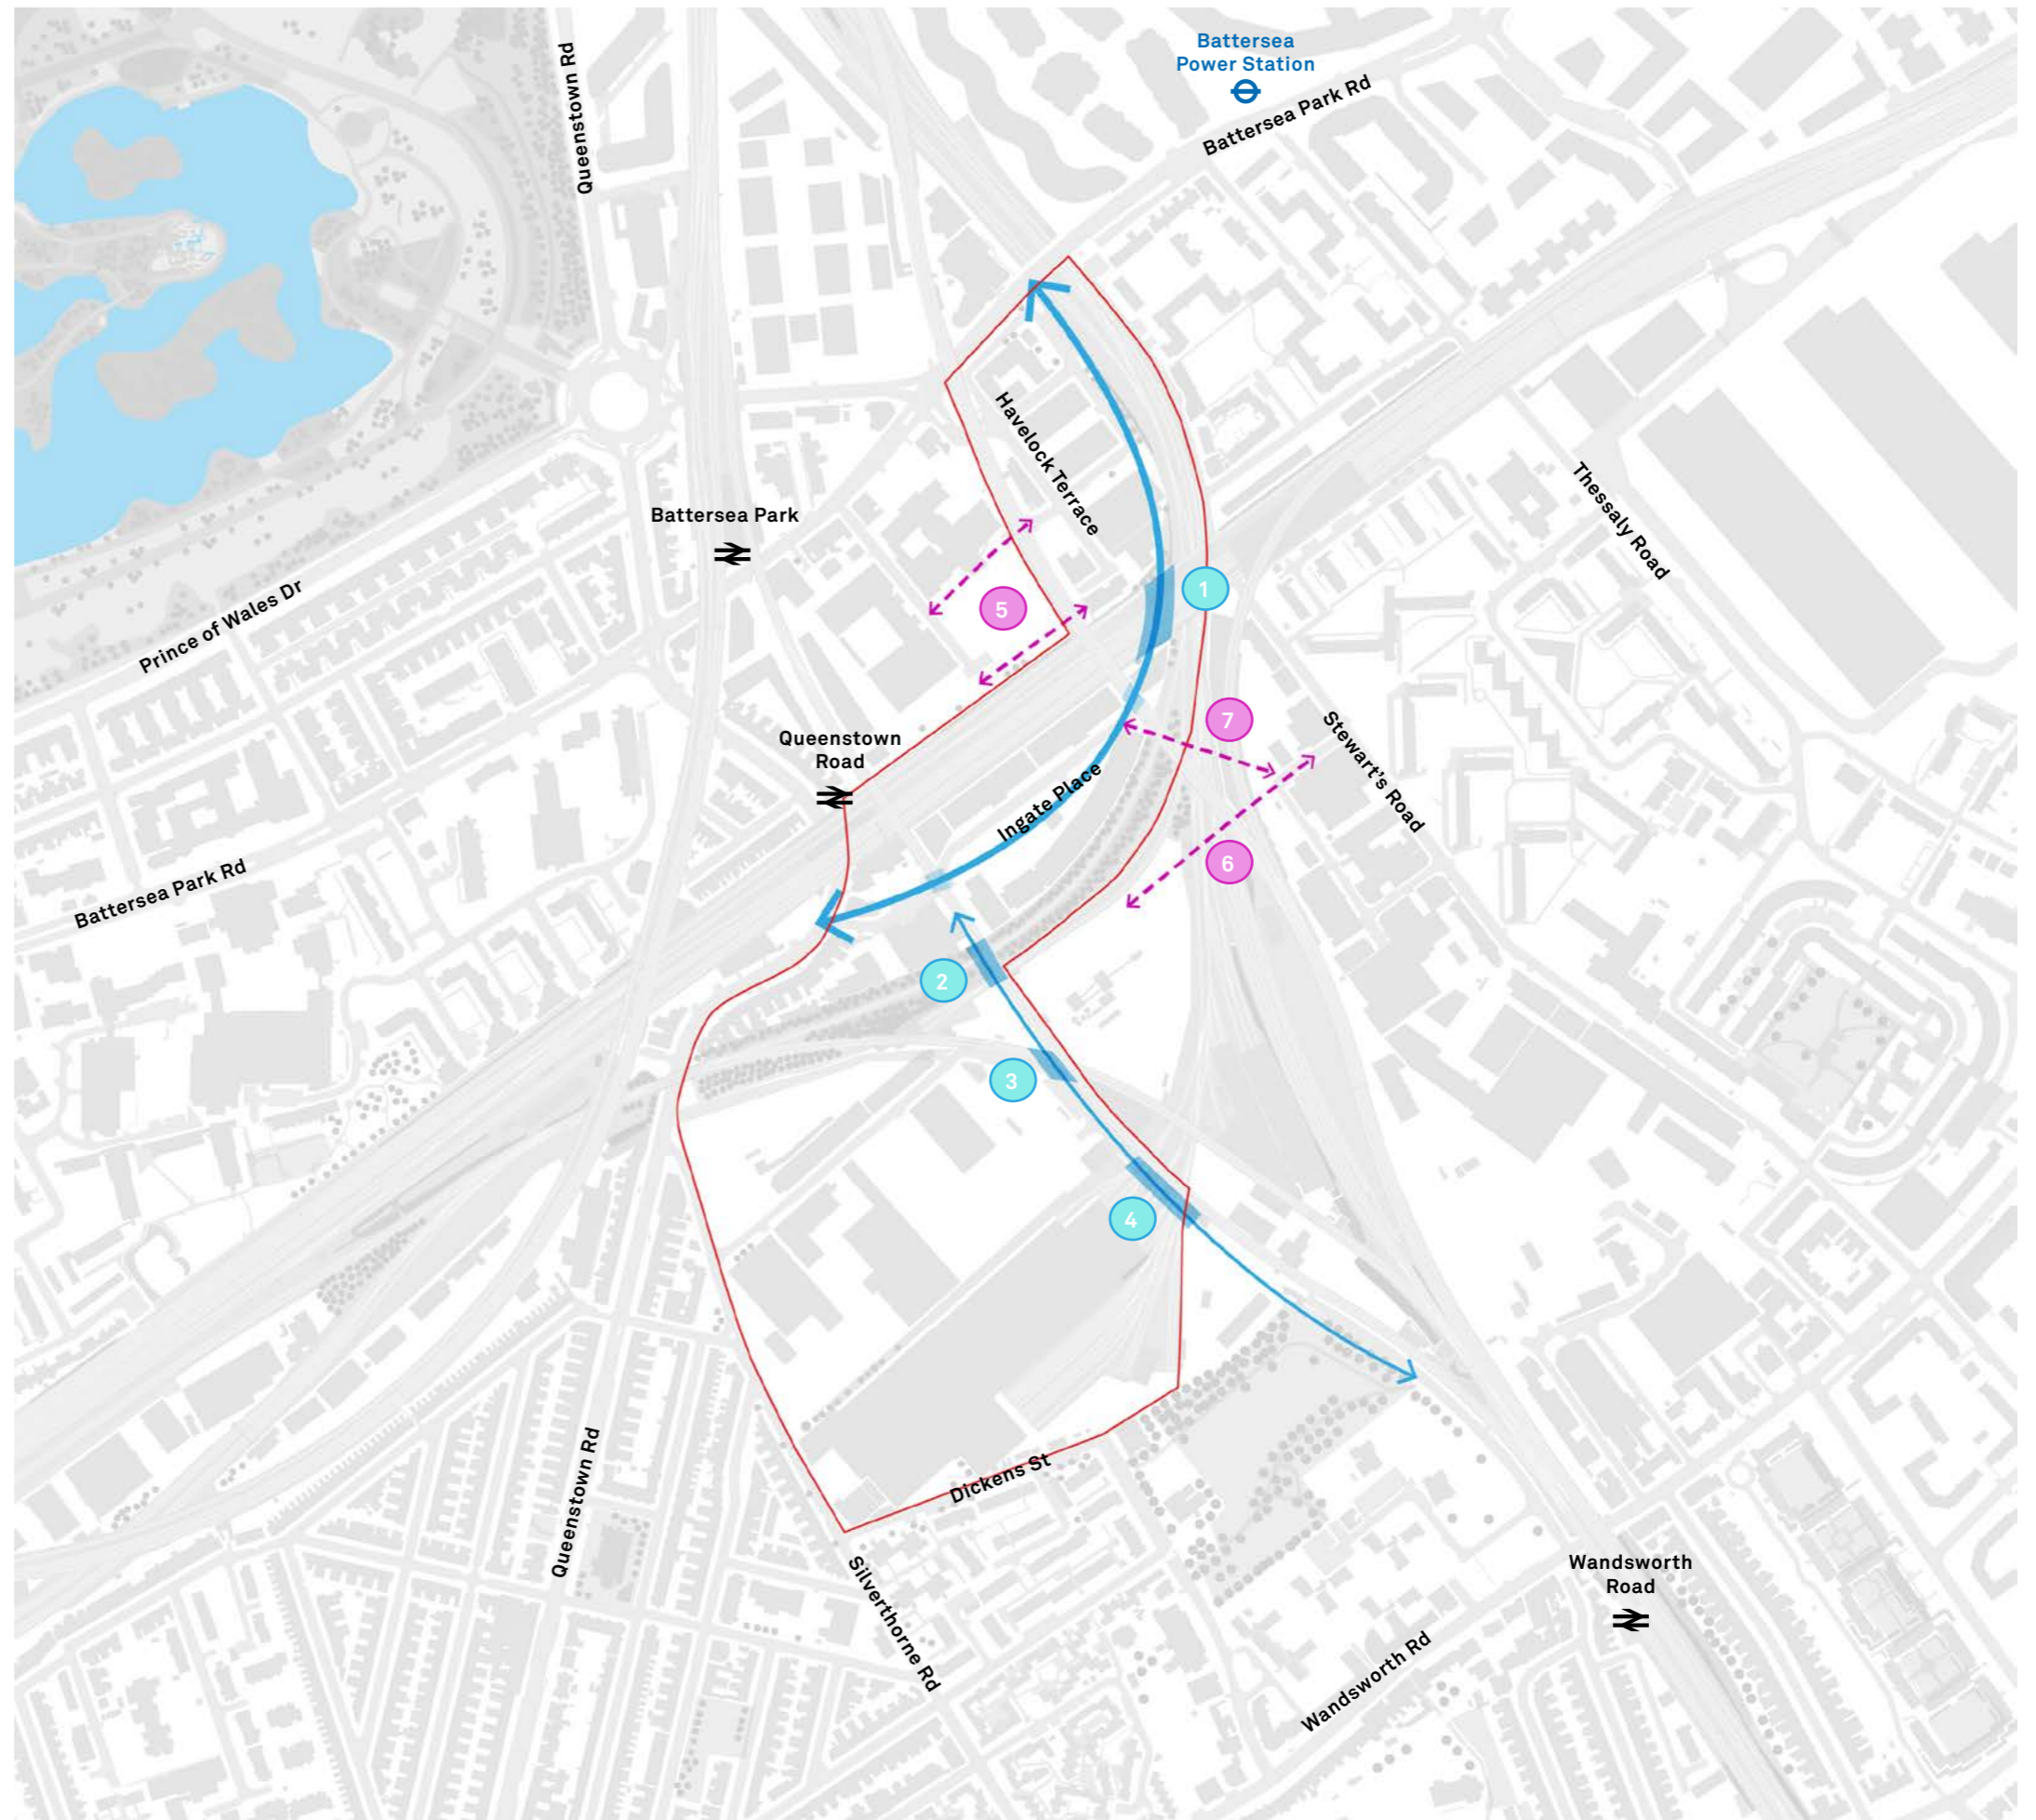 Battersea
Power Station
Battersea Park Rd
Queenstown Rd
Havelock Terrace
Battersea Park
Thessaly Road
Prince of Wales Dr
1
5
7
Queenstown
Road
Stewart's Road
Ingate Place
6
Battersea Park Rd
2
3
4
Dickens St
Queenstown Rd
Silverthorne Rd
Wandsworth
Road
Wandsworth Rd